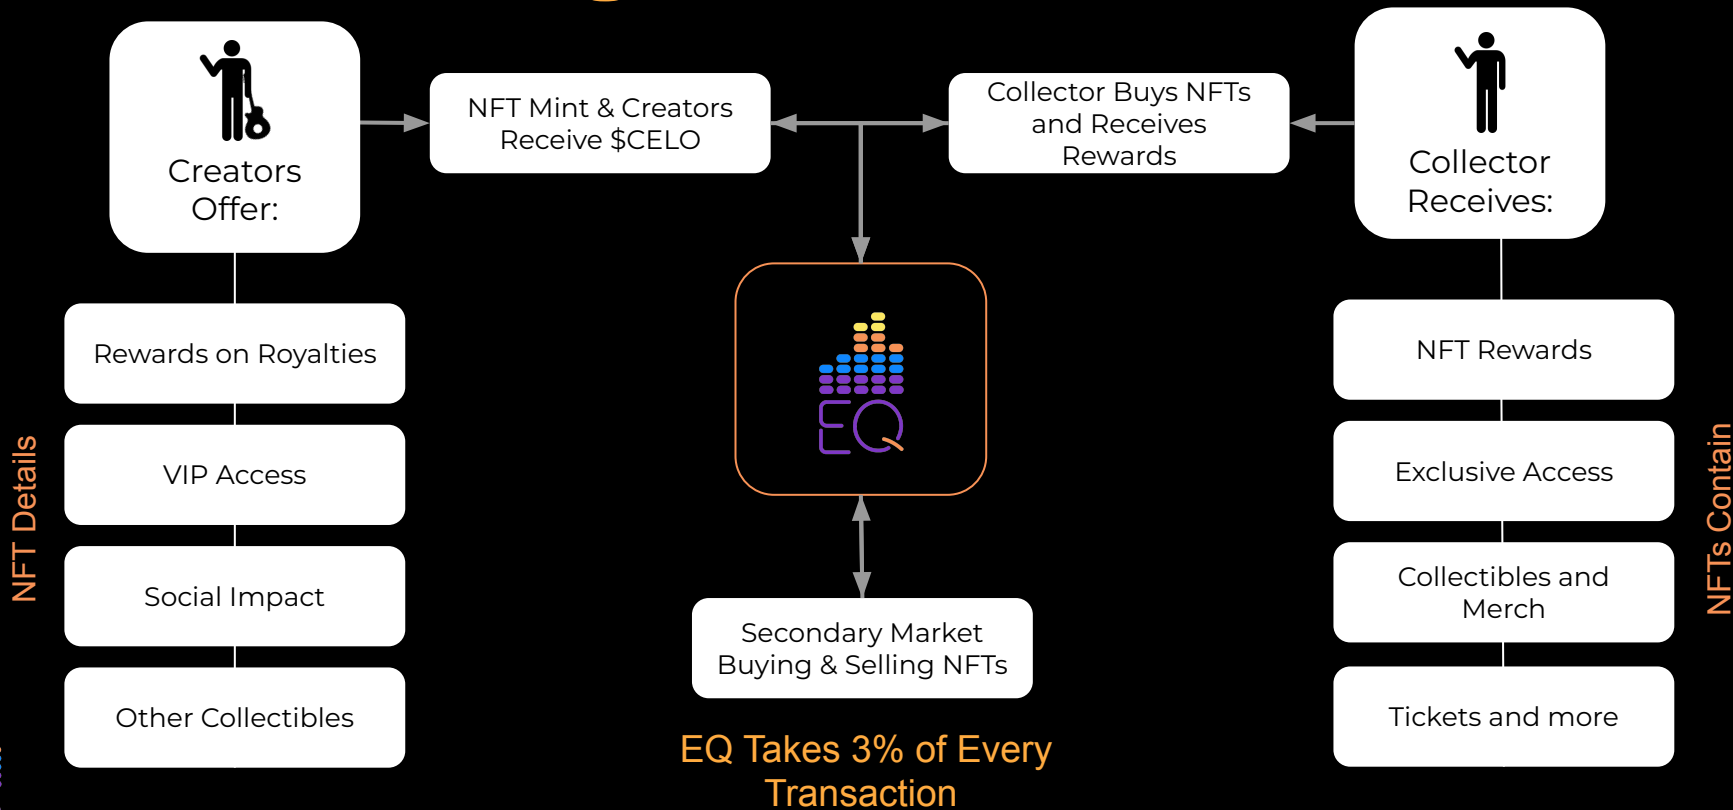 Creators
Offer:
NFT Mint & Creators
Receive $CELO
Collector Buys NFTs
and Receives
Rewards
Collector
Receives:
NFT Details
Rewards on Royalties
VIP Access
Social Impact
Other Collectibles
EQ
Secondary Market
Buying & Selling NFTs
EQ Takes 3% of Every
Transaction
NFT Rewards
Exclusive Access
Collectibles and
Merch
Tickets and more
NFTs Contain